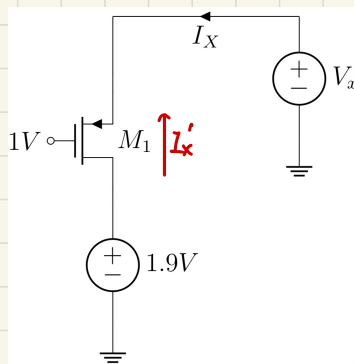 I_X
+
−
V_x
1V
M_1
I_x'
+
−
1.9V